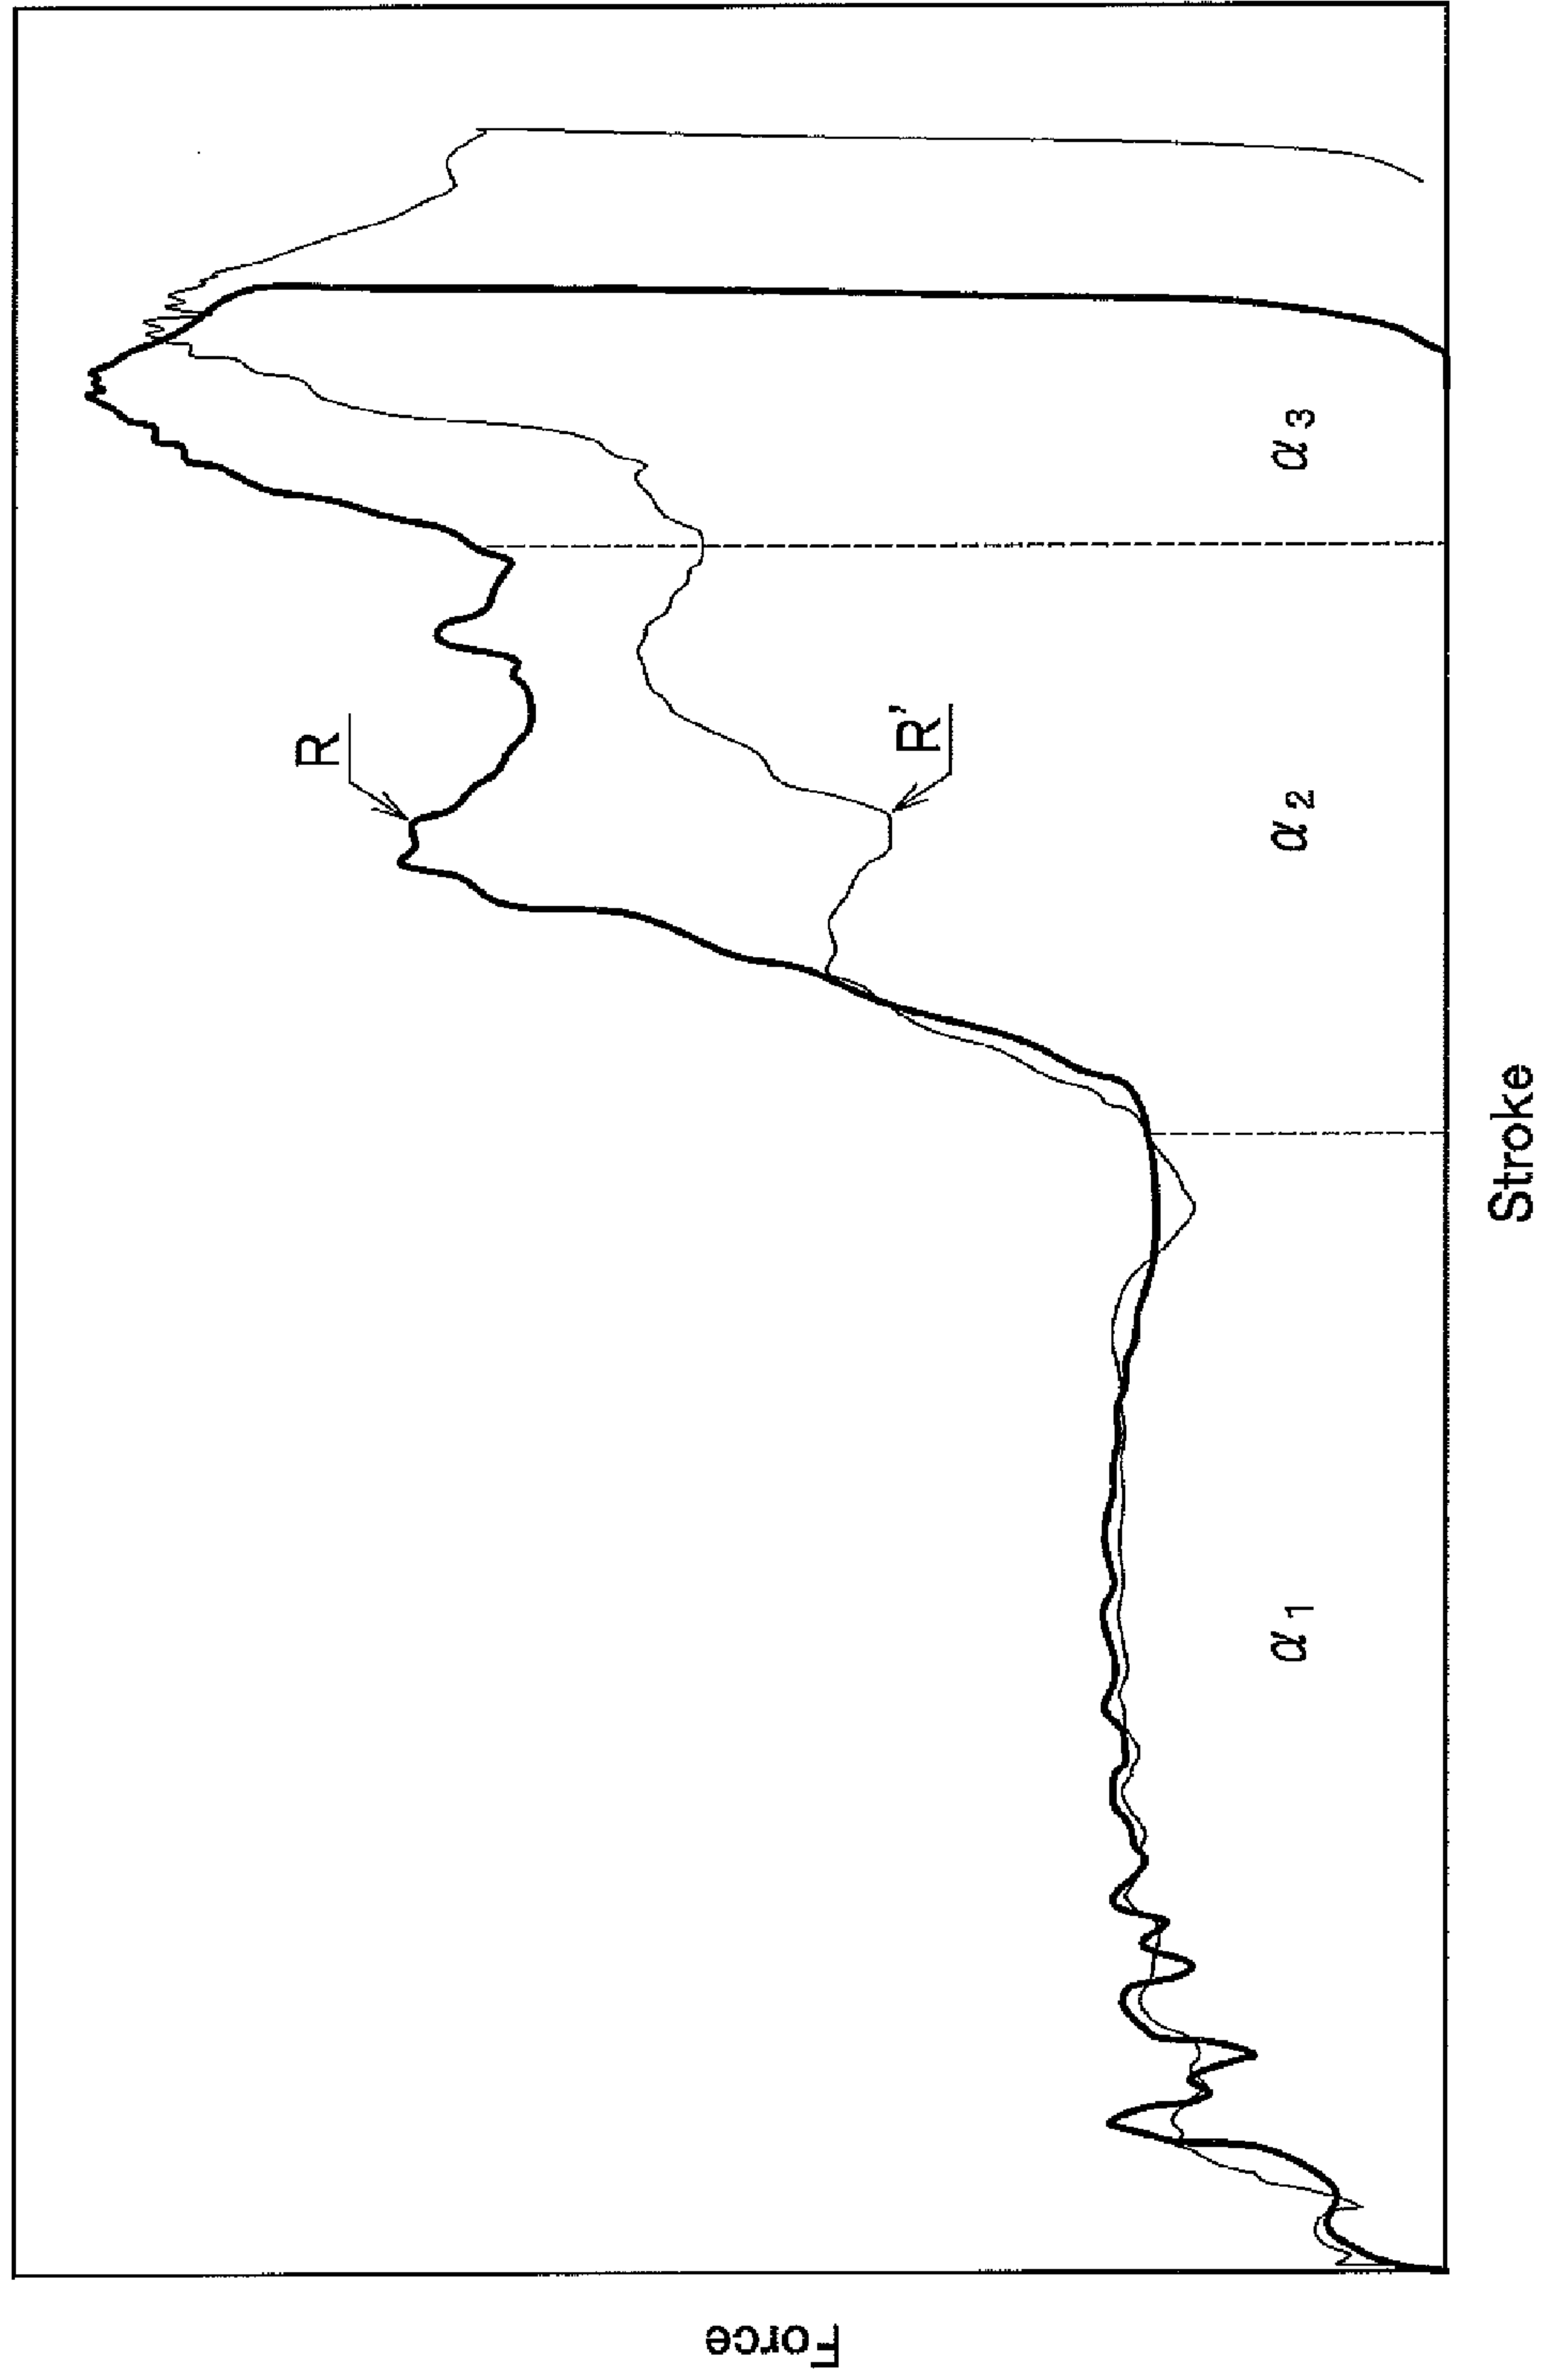 Force
R
R'
α1
α2
α3
Stroke